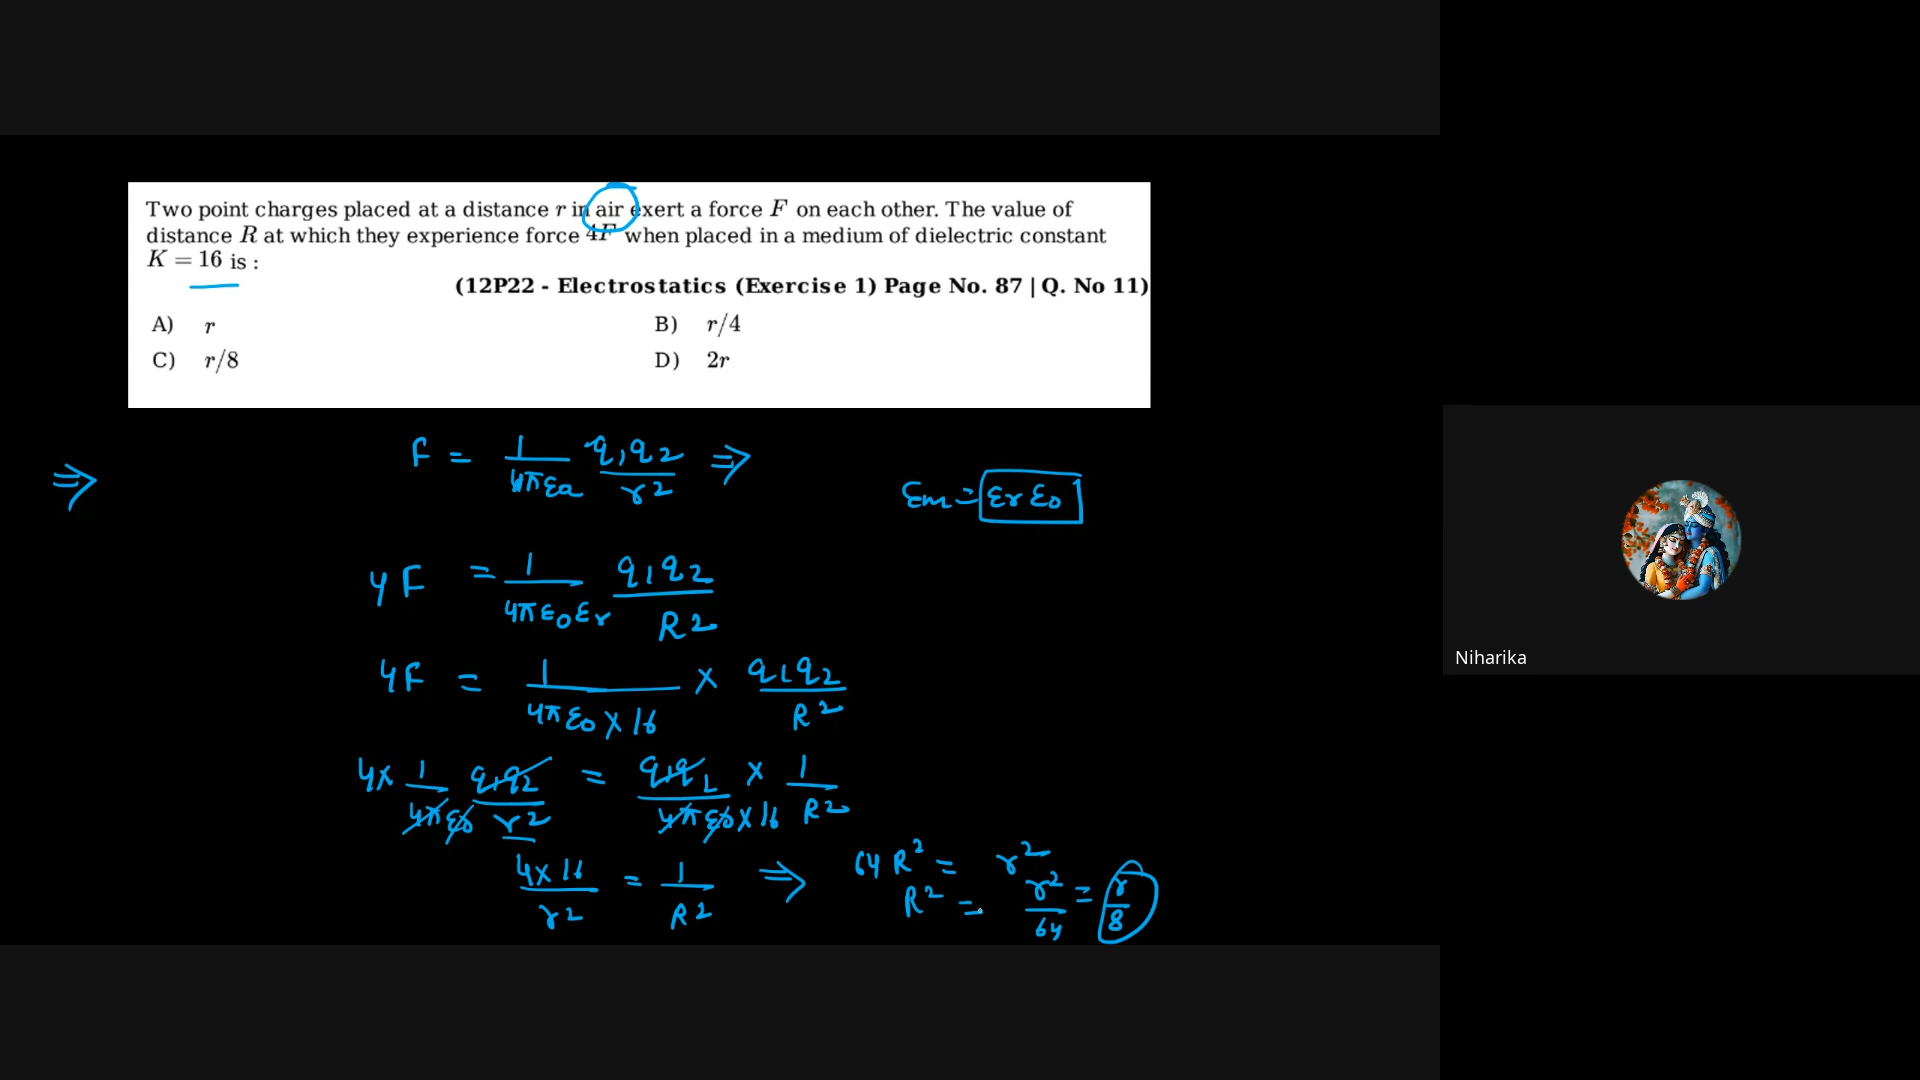 Two point charges placed at a distance r in air exert a force F on each other. The value of
distance R at which they experience force 4F when placed in a medium of dielectric constant
K = 16 is :
(12P22 - Electrostatics (Exercise 1) Page No. 87 | Q. No 11)
A) r B) r/4
C) r/8 D) 2r
⇒ F = 1/4πεa q1q2/r2 ⇒ εm = εr ε0
4F = 1/4πε0εr q1q2/R2
4F = 1/4πε0 × 16 × q1q2/R2
4× 1/4πε0 q1q2/r2 = q1q2/4πε0×16 × 1/R2
4×16/r2 = 1/R2 ⇒ 64 R2 = r2
R2 = r2/64 = r/8
Niharika